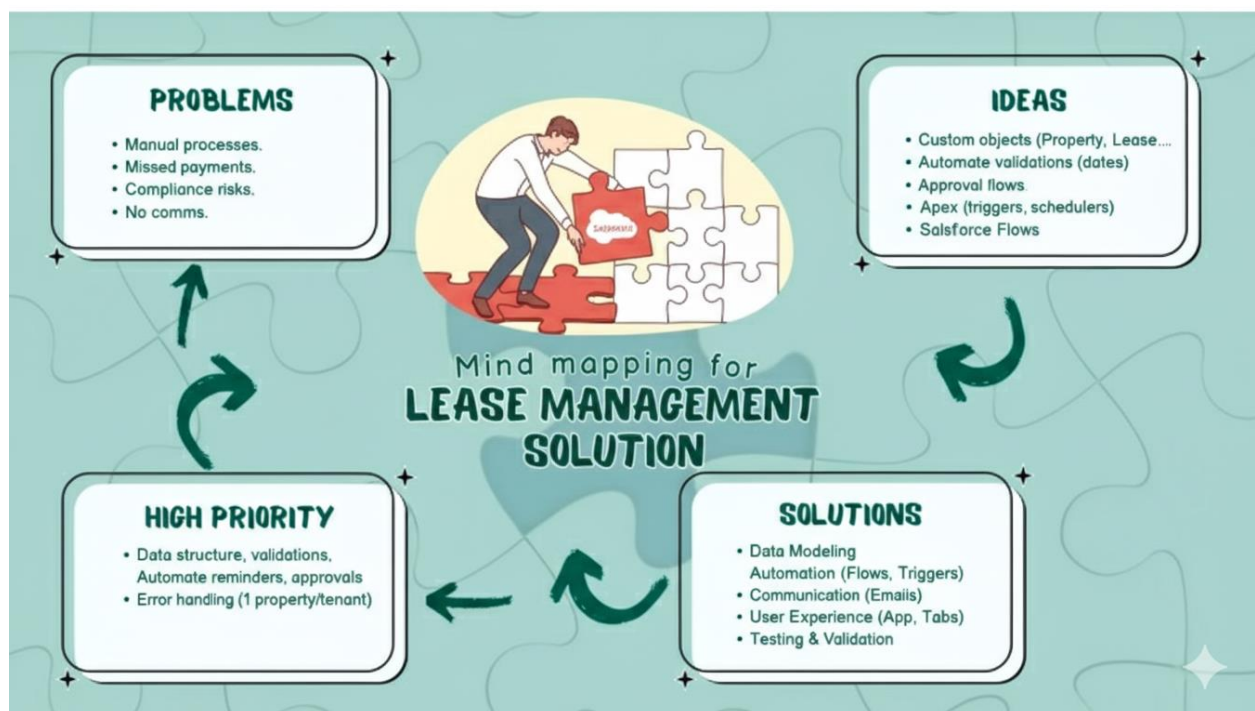 PROBLEMS
• Manual processes.
• Missed payments.
• Compliance risks.
• No comms.
IDEAS
• Custom objects (Property, Lease....
• Automate validations (dates)
• Approval flows.
• Apex (triggers, schedulers)
• Salsforce Flows
Mind mapping for
LEASE MANAGEMENT
SOLUTION
HIGH PRIORITY
• Data structure, validations,
Automate reminders, approvals
• Error handling (1 property/tenant)
SOLUTIONS
• Data Modeling
Automation (Flows, Triggers)
• Communication (Emails)
• User Experience (App, Tabs)
• Testing & Validation